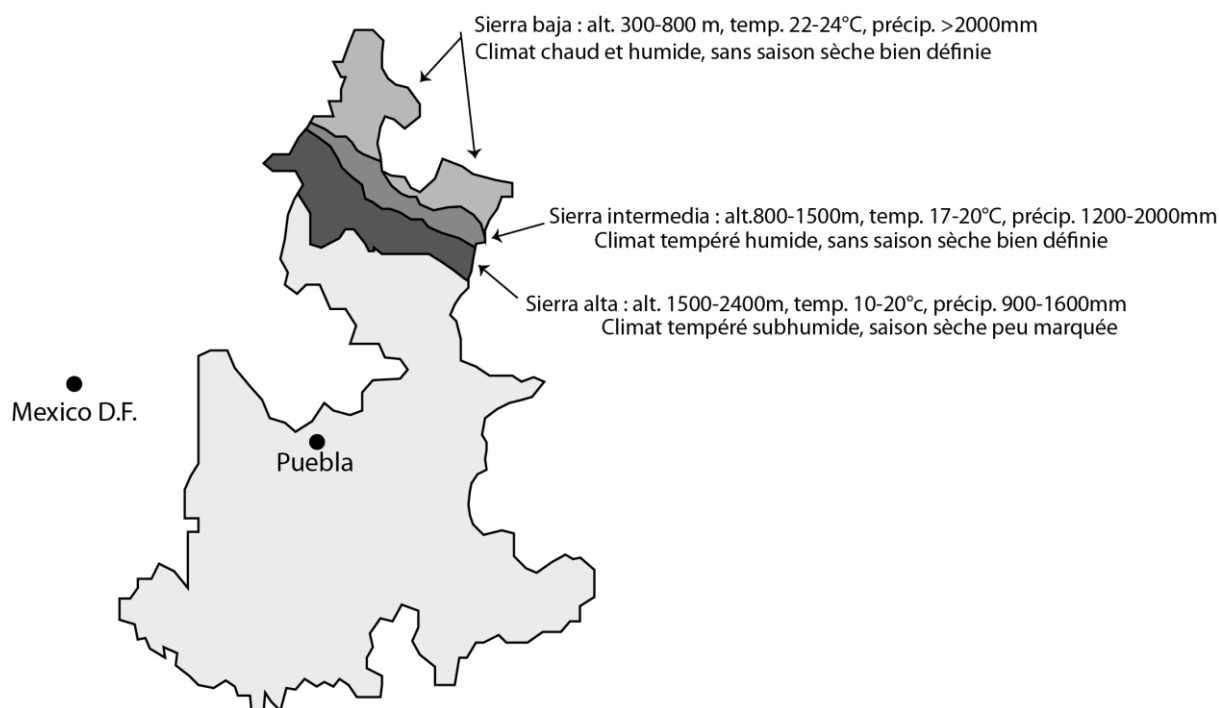 Sierra baja : alt. 300-800 m, temp. 22-24°C, précip. >2000mm
Climat chaud et humide, sans saison sèche bien définie
Sierra intermedia : alt.800-1500m, temp. 17-20°C, précip. 1200-2000mm
Climat tempéré humide, sans saison sèche bien définie
Sierra alta : alt. 1500-2400m, temp. 10-20°c, précip. 900-1600mm
Climat tempéré subhumide, saison sèche peu marquée
Mexico D.F.
Puebla